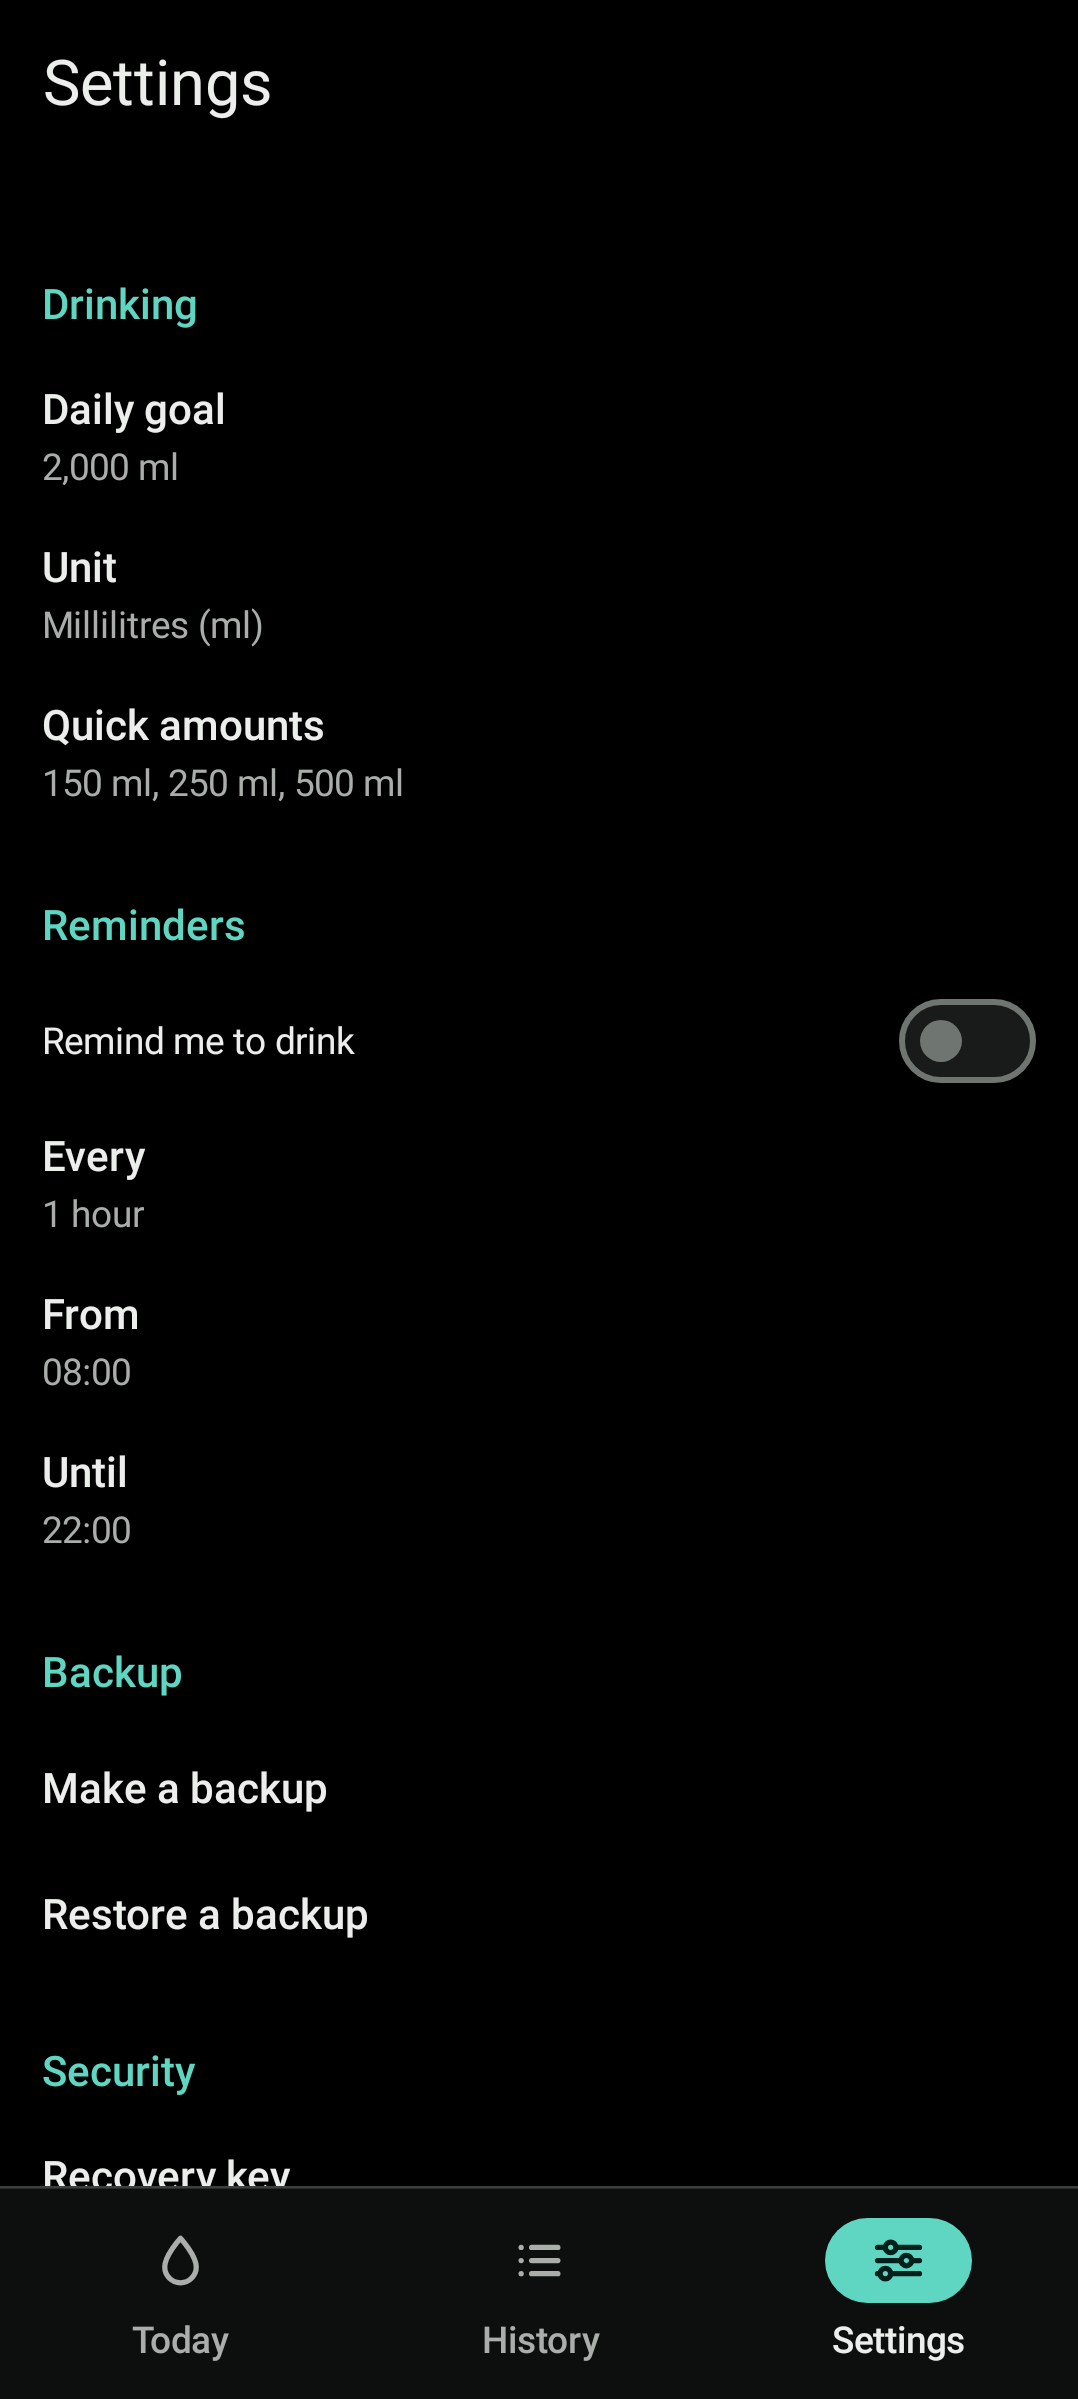 Settings
Drinking
Daily goal
2,000 ml
Unit
Millilitres (ml)
Quick amounts
150 ml, 250 ml, 500 ml
Reminders
Remind me to drink
Every
1 hour
From
08:00
Until
22:00
Backup
Make a backup
Restore a backup
Security
Recovery key
Today
History
Settings